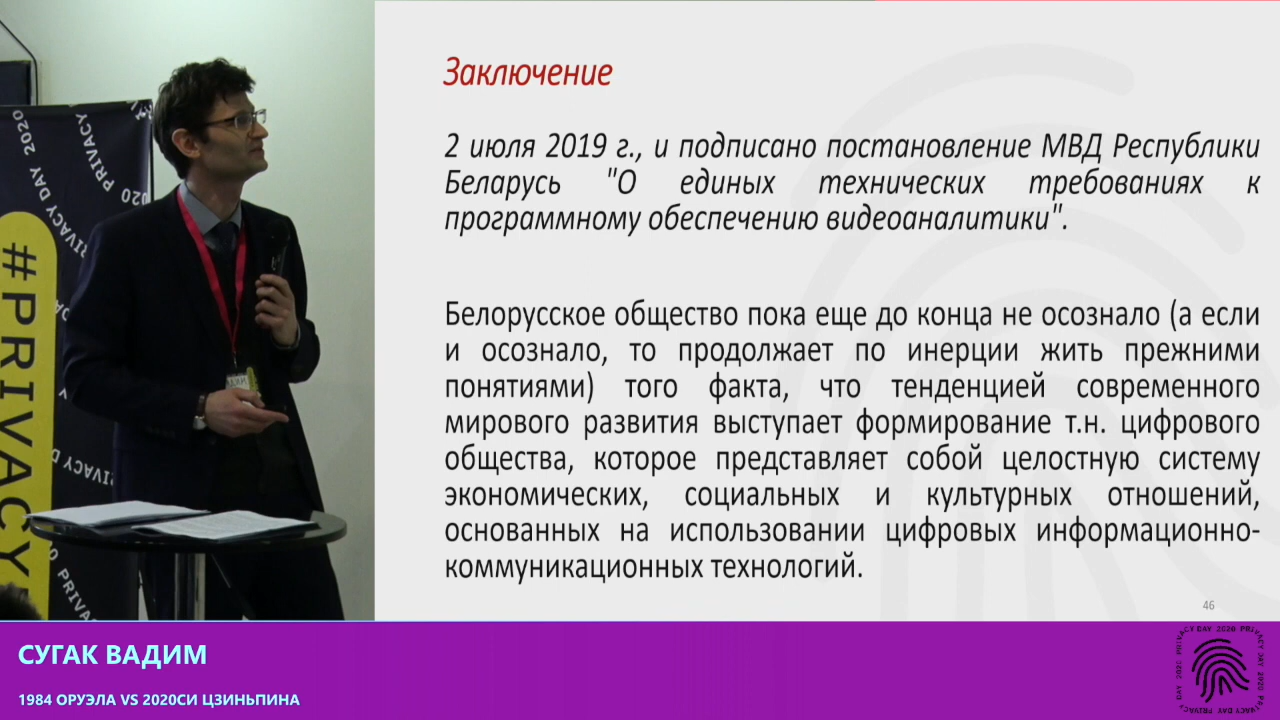 Заключение
2 июля 2019 г., и подписано постановление МВД Республики
Беларусь "О единых технических требованиях к
программному обеспечению видеоаналитики".
Белорусское общество пока еще до конца не осознало (а если
и осознало, то продолжает по инерции жить прежними
понятиями) того факта, что тенденцией современного
мирового развития выступает формирование т.н. цифрового
общества, которое представляет собой целостную систему
экономических, социальных и культурных отношений,
основанных на использовании цифровых информационно-
коммуникационных технологий.
46
#PRIVACY
PRIVACY DAY 2020
СУГАК ВАДИМ
1984 ОРУЭЛА VS 2020СИ ЦЗИНЬПИНА
PRIVACY DAY 2020